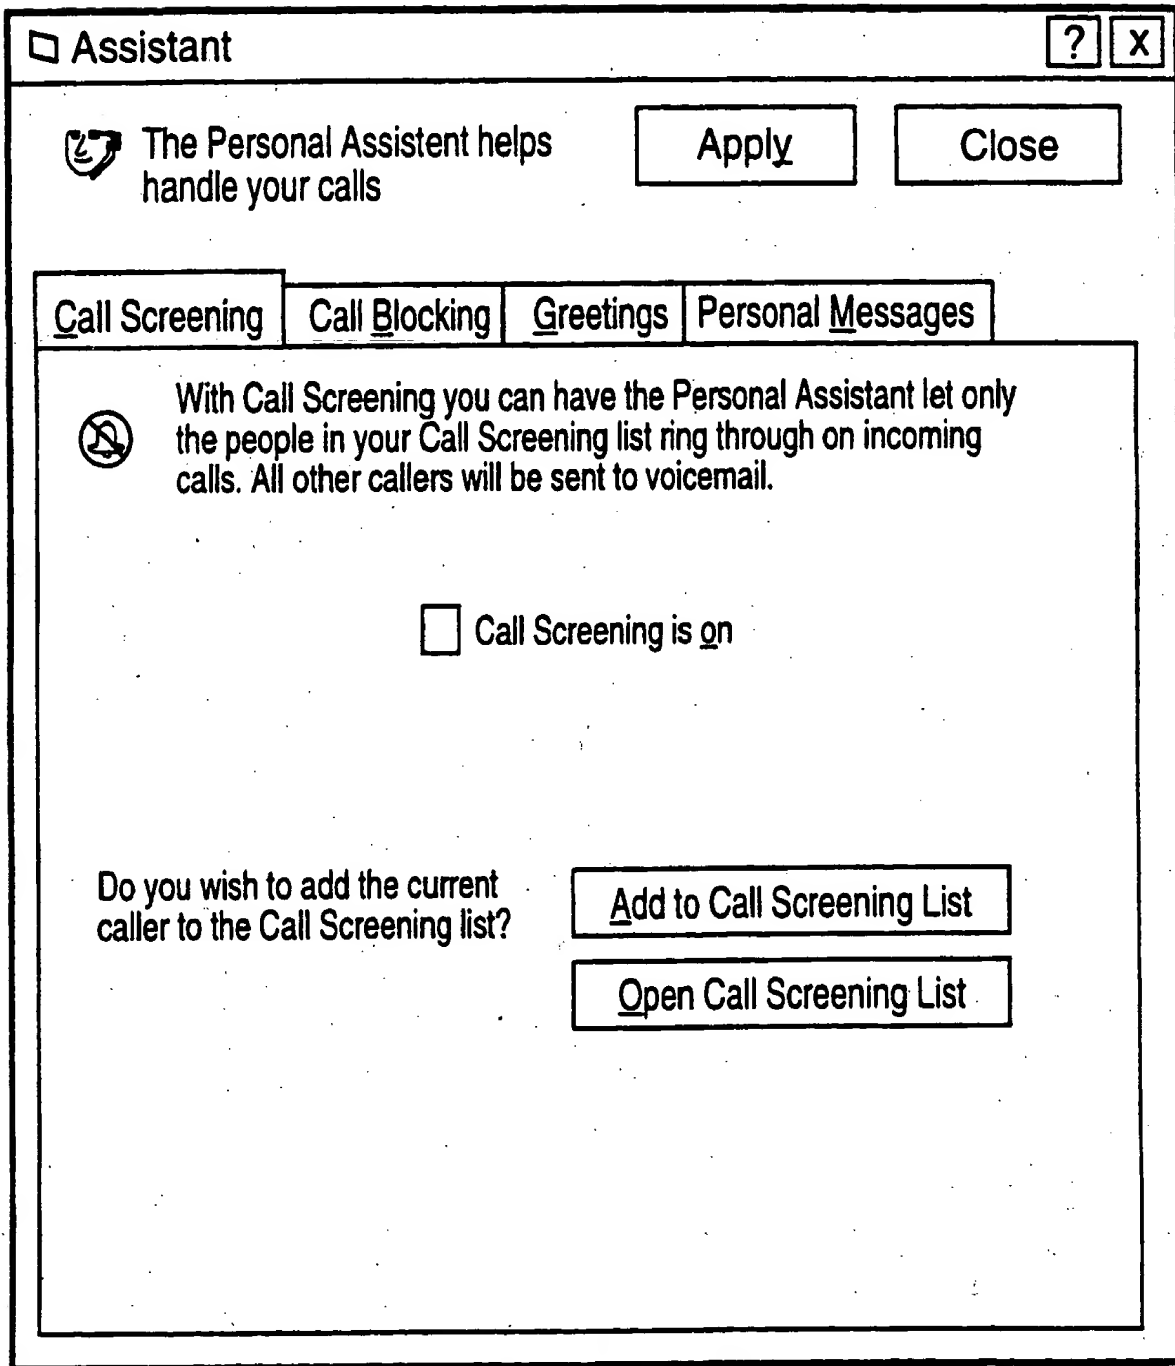 Assistant
? X
The Personal Assistent helps
handle your calls
Apply
Close
Call Screening
Call Blocking
Greetings
Personal Messages
With Call Screening you can have the Personal Assistant let only
the people in your Call Screening list ring through on incoming
calls. All other callers will be sent to voicemail.
Call Screening is on
Do you wish to add the current
caller to the Call Screening list?
Add to Call Screening List
Open Call Screening List